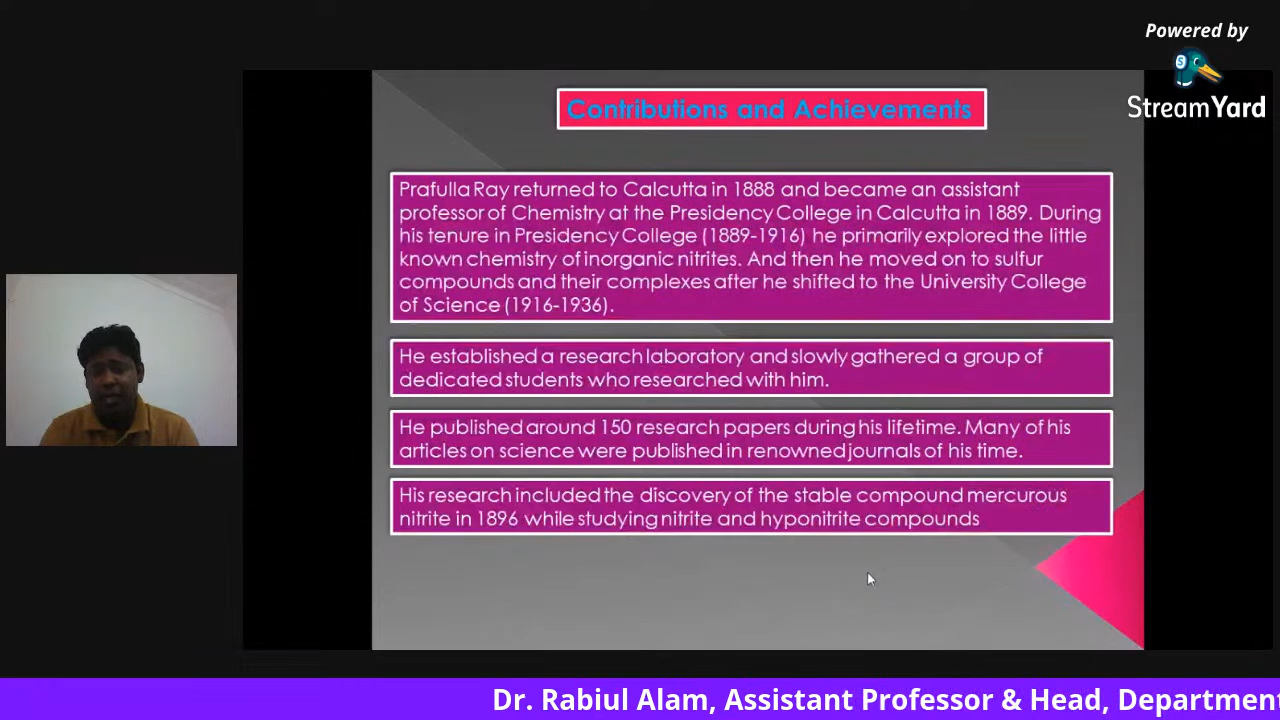 Powered by
StreamYard
Contributions and Achievements
Prafulla Ray returned to Calcutta in 1888 and became an assistant
professor of Chemistry at the Presidency College in Calcutta in 1889. During
his tenure in Presidency College (1889-1916) he primarily explored the little
known chemistry of inorganic nitrites. And then he moved on to sulfur
compounds and their complexes after he shifted to the University College
of Science (1916-1936).
He established a research laboratory and slowly gathered a group of
dedicated students who researched with him.
He published around 150 research papers during his lifetime. Many of his
articles on science were published in renowned journals of his time.
His research included the discovery of the stable compound mercurous
nitrite in 1896 while studying nitrite and hyponitrite compounds
Dr. Rabiul Alam, Assistant Professor & Head, Department